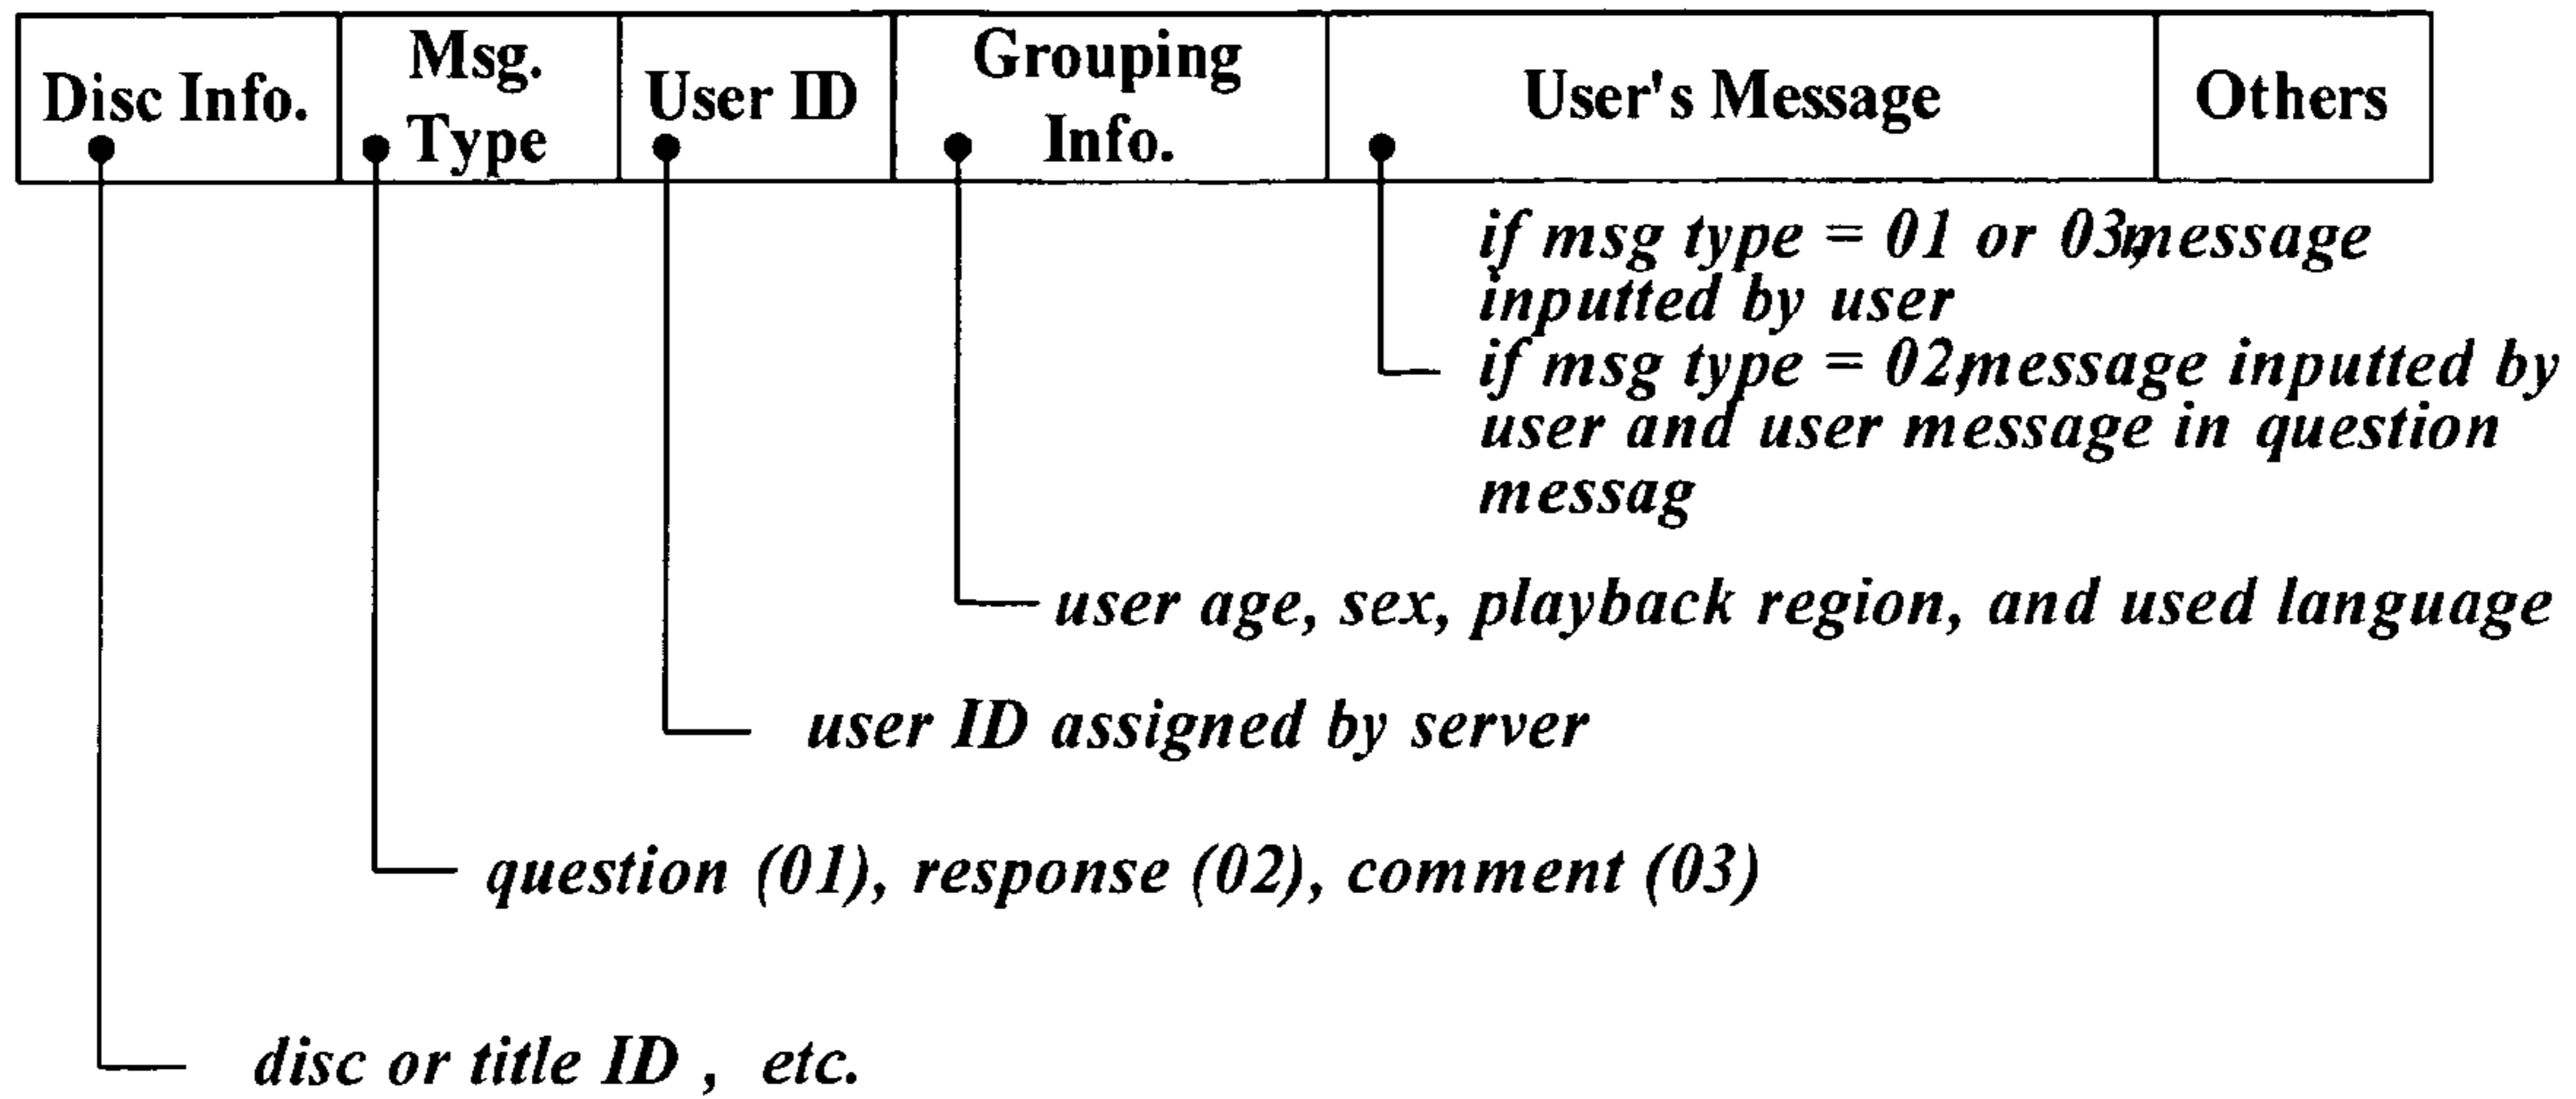 Disc Info.
Msg.
Type
User ID
Grouping
Info.
User's Message
Others
if msg type = 01 or 03,message
inputted by user
if msg type = 02,message inputted by
user and user message in question
messag
user age, sex, playback region, and used language
user ID assigned by server
question (01), response (02), comment (03)
disc or title ID , etc.